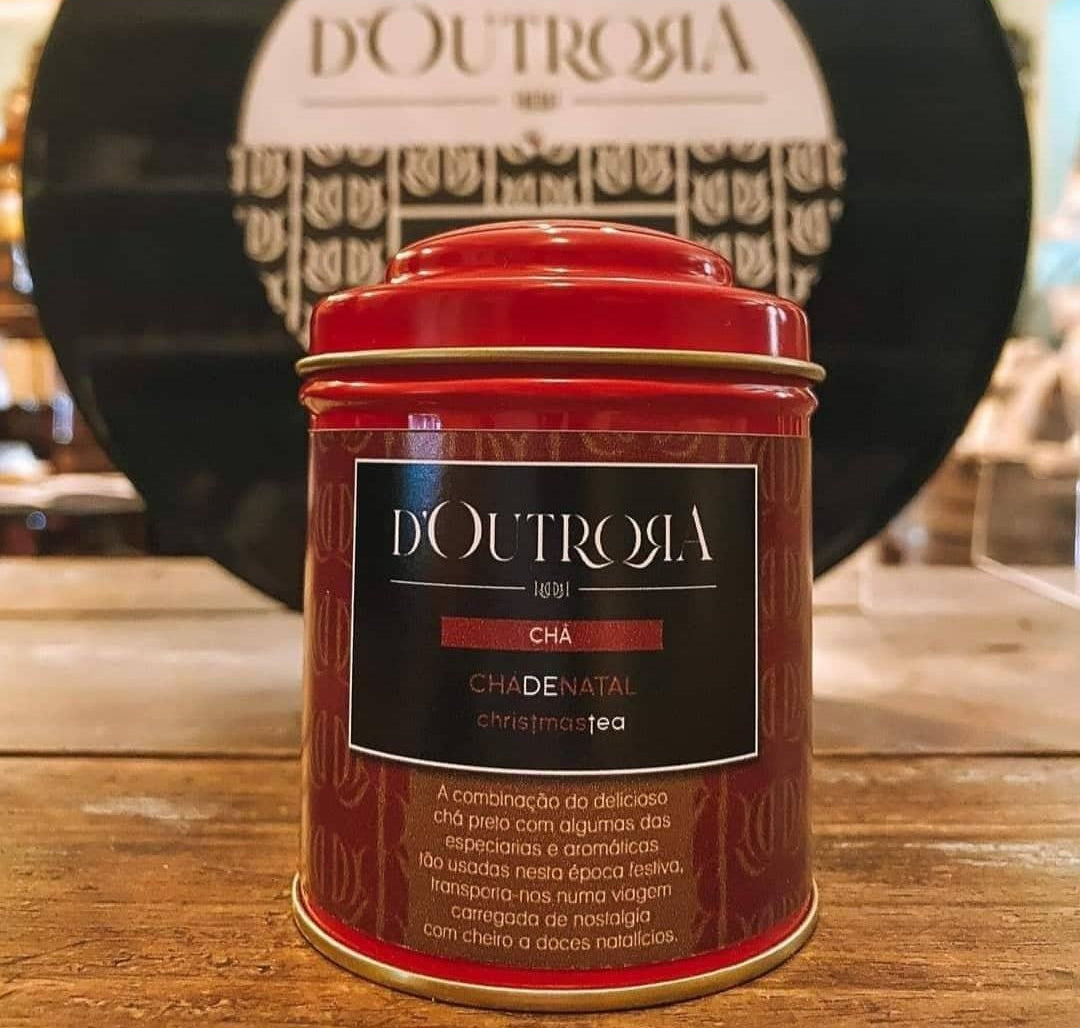 D'OUTRORA
D'OUTRORA
CHÁ
CHÁDENATAL
christmastea
A combinação do delicioso
chá preto com algumas das
especiarias e aromáticas
tão usadas nesta época festiva,
transporta-nos numa viagem
carregada de nostalgia
com cheiro a doces natalícios.